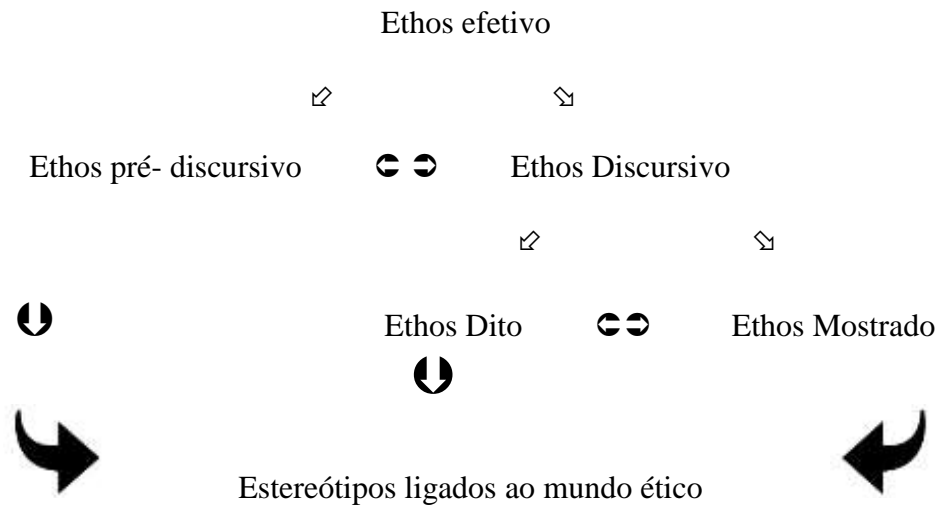 Ethos efetivo
Ethos pré- discursivo Ethos Discursivo
Ethos Dito Ethos Mostrado
Estereótipos ligados ao mundo ético